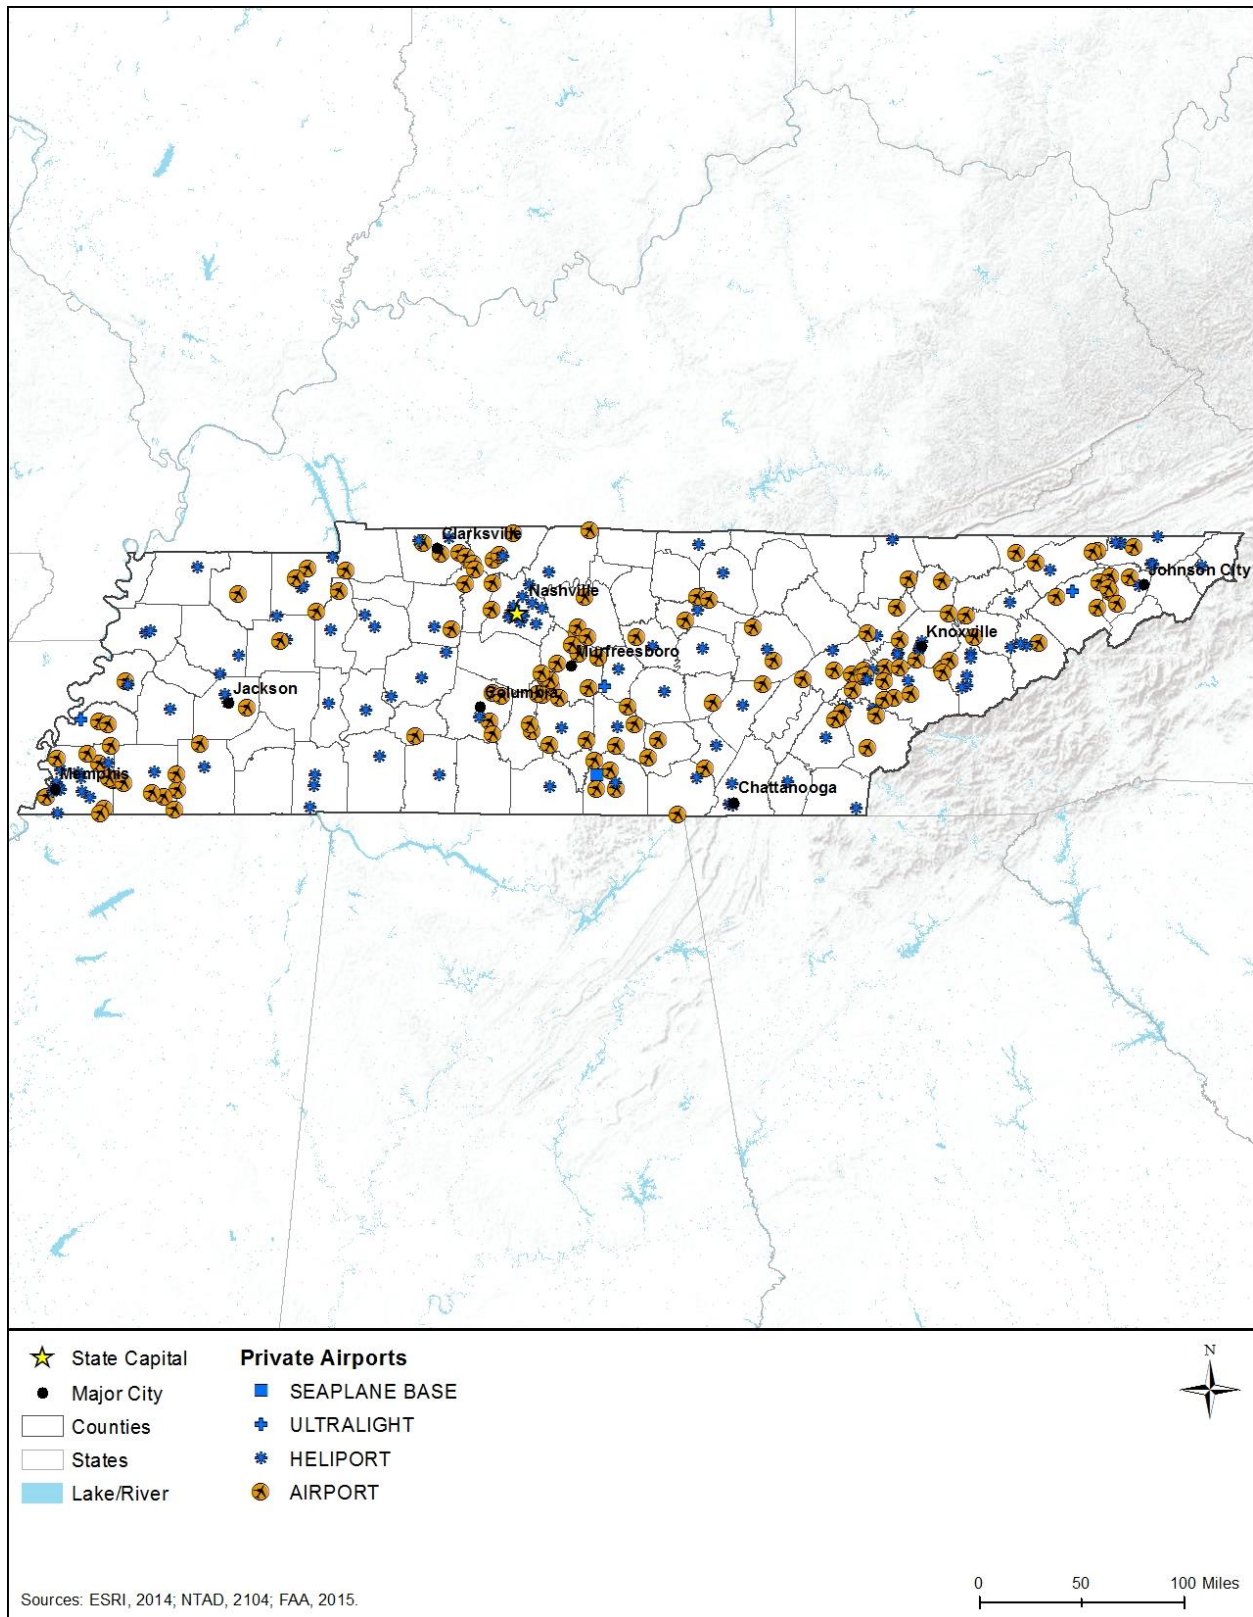 Clarksville
Nashville
Johnson City
Knoxville
Murfreesboro
Jackson
Columbia
Memphis
Chattanooga
State Capital
Major City
Counties
States
Lake/River
Private Airports
SEAPLANE BASE
ULTRALIGHT
HELIPORT
AIRPORT
N
0 50 100 Miles
Sources: ESRI, 2014; NTAD, 2104; FAA, 2015.